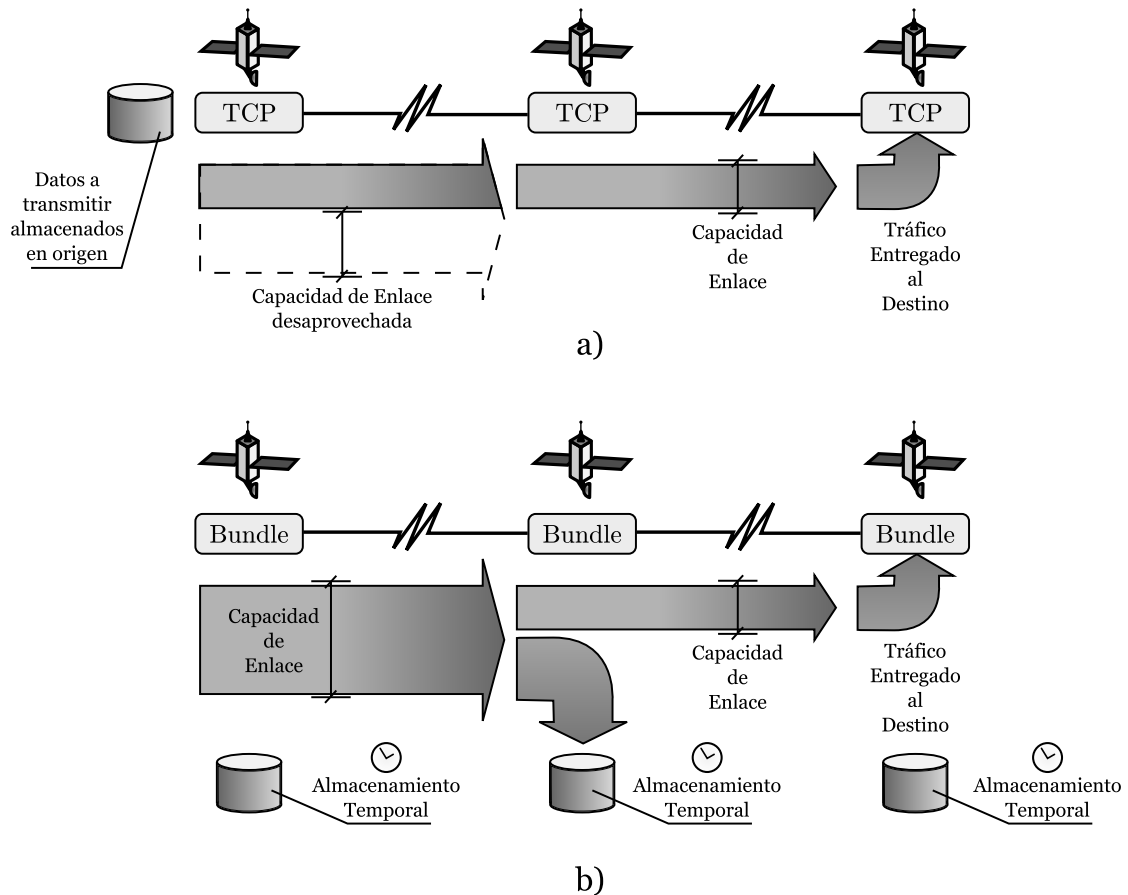 TCP
TCP
TCP
Datos a
transmitir
almacenados
en origen
Capacidad de Enlace
desaprovechada
Capacidad
de
Enlace
Tráfico
Entregado
al
Destino
a)
Bundle
Bundle
Bundle
Capacidad
de
Enlace
Capacidad
de
Enlace
Tráfico
Entregado
al
Destino
Almacenamiento
Temporal
Almacenamiento
Temporal
Almacenamiento
Temporal
b)